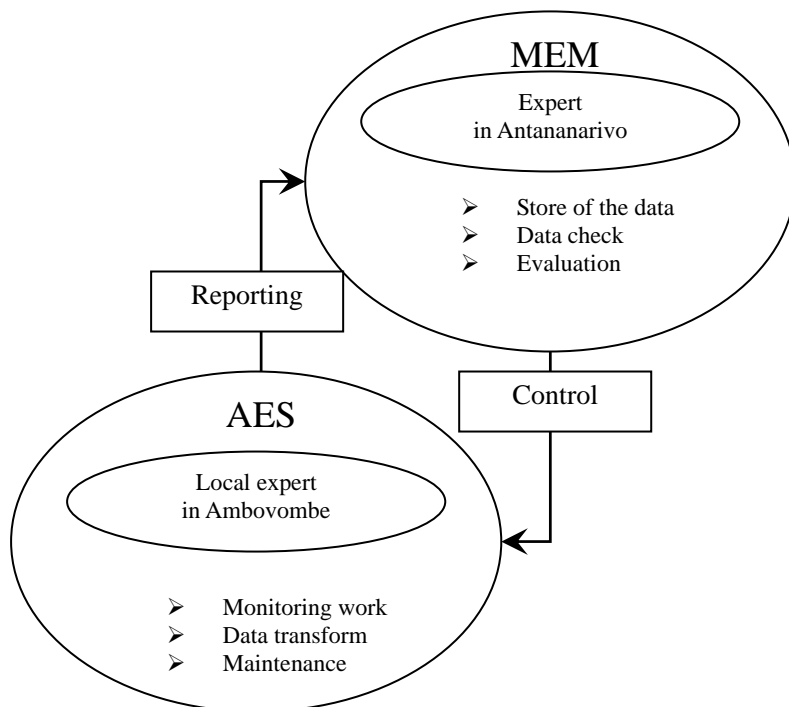 MEM
Expert
in Antananarivo
➢ Store of the data
➢ Data check
➢ Evaluation
Reporting
Control
AES
Local expert
in Ambovombe
➢ Monitoring work
➢ Data transform
➢ Maintenance